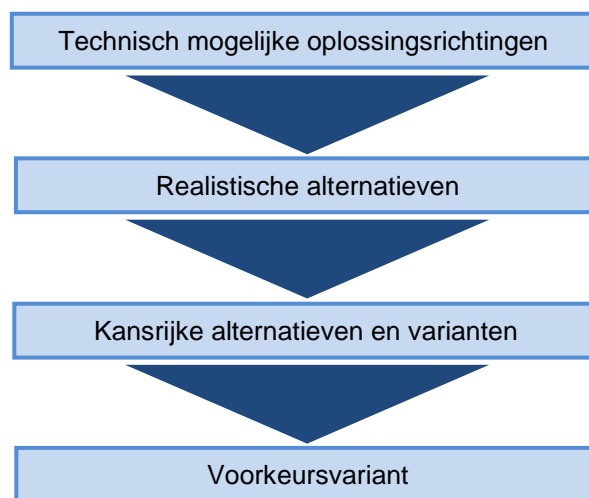 Technisch mogelijke oplossingsrichtingen
Realistische alternatieven
Kansrijke alternatieven en varianten
Voorkeursvariant